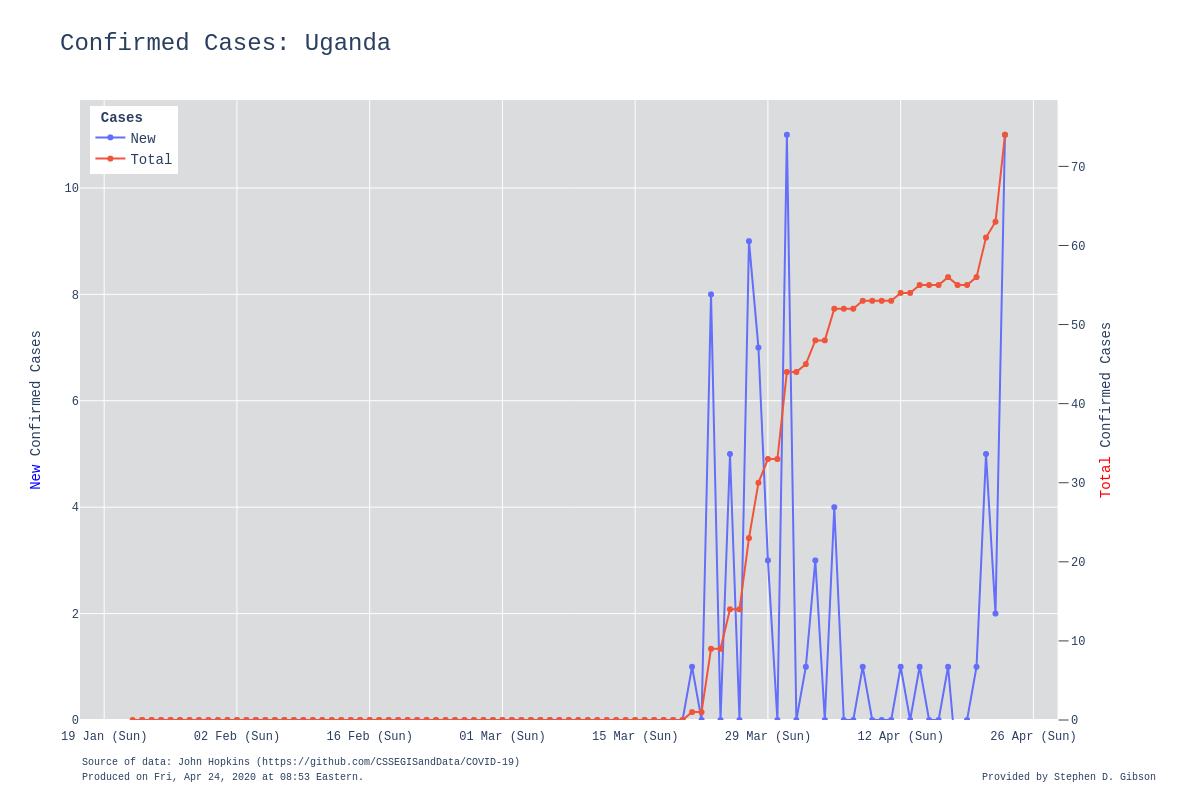 Confirmed Cases: Uganda
Cases
New
Total
10
8
6
4
2
0
70
60
50
40
30
20
10
0
New Confirmed Cases
Total Confirmed Cases
19 Jan (Sun)
02 Feb (Sun)
16 Feb (Sun)
01 Mar (Sun)
15 Mar (Sun)
29 Mar (Sun)
12 Apr (Sun)
26 Apr (Sun)
Source of data: John Hopkins (https://github.com/CSSEGISandData/COVID-19)
Produced on Fri, Apr 24, 2020 at 08:53 Eastern.
Provided by Stephen D. Gibson